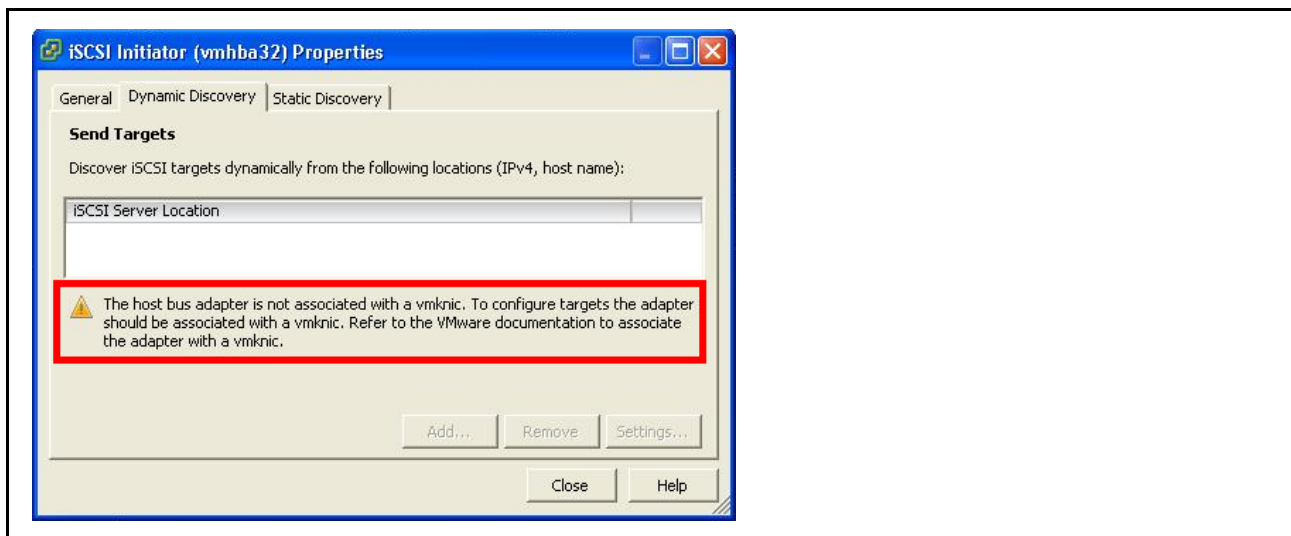 iSCSI Initiator (vmhba32) Properties
General Dynamic Discovery Static Discovery
Send Targets
Discover iSCSI targets dynamically from the following locations (IPv4, host name):
iSCSI Server Location
The host bus adapter is not associated with a vmknic. To configure targets the adapter
should be associated with a vmknic. Refer to the VMware documentation to associate
the adapter with a vmknic.
Add... Remove Settings...
Close Help